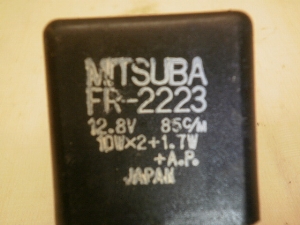 MITSUBA
FR-2223
12.8V 85C/M
10W×2+1.7W
+A.P.
JAPAN